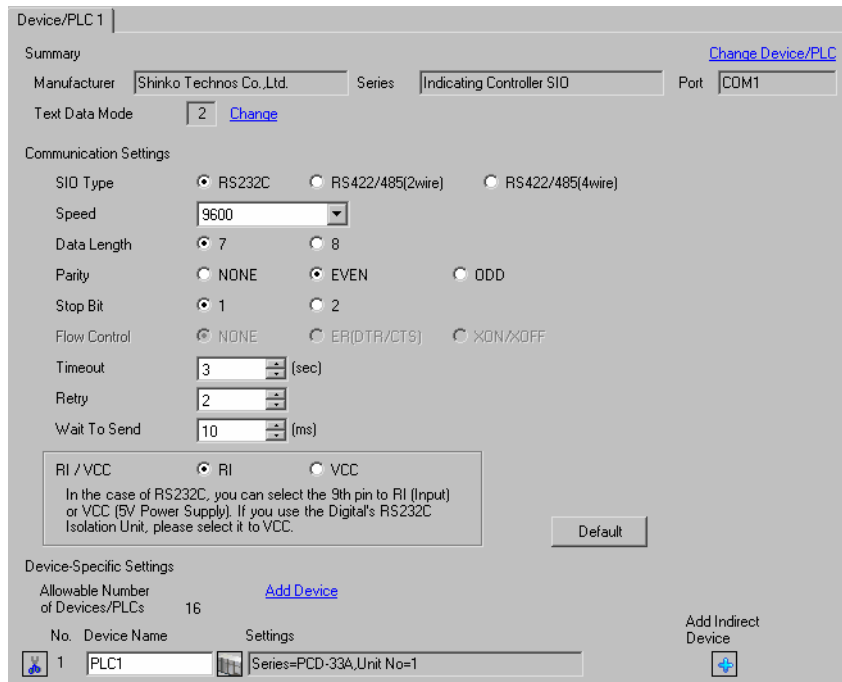 Device/PLC 1
Summary Change Device/PLC
Manufacturer Shinko Technos Co.,Ltd. Series Indicating Controller SIO Port COM1
Text Data Mode 2 Change
Communication Settings
SIO Type RS232C RS422/485(2wire) RS422/485(4wire)
Speed 9600
Data Length 7 8
Parity NONE EVEN ODD
Stop Bit 1 2
Flow Control NONE ER(DTR/CTS) XON/XOFF
Timeout 3 (sec)
Retry 2
Wait To Send 10 (ms)
RI / VCC RI VCC
In the case of RS232C, you can select the 9th pin to RI (Input)
or VCC (5V Power Supply). If you use the Digital's RS232C
Isolation Unit, please select it to VCC.
Default
Device-Specific Settings
Allowable Number Add Device
of Devices/PLCs 16
Add Indirect
No. Device Name Settings Device
1 PLC1 Series=PCD-33A,Unit No=1